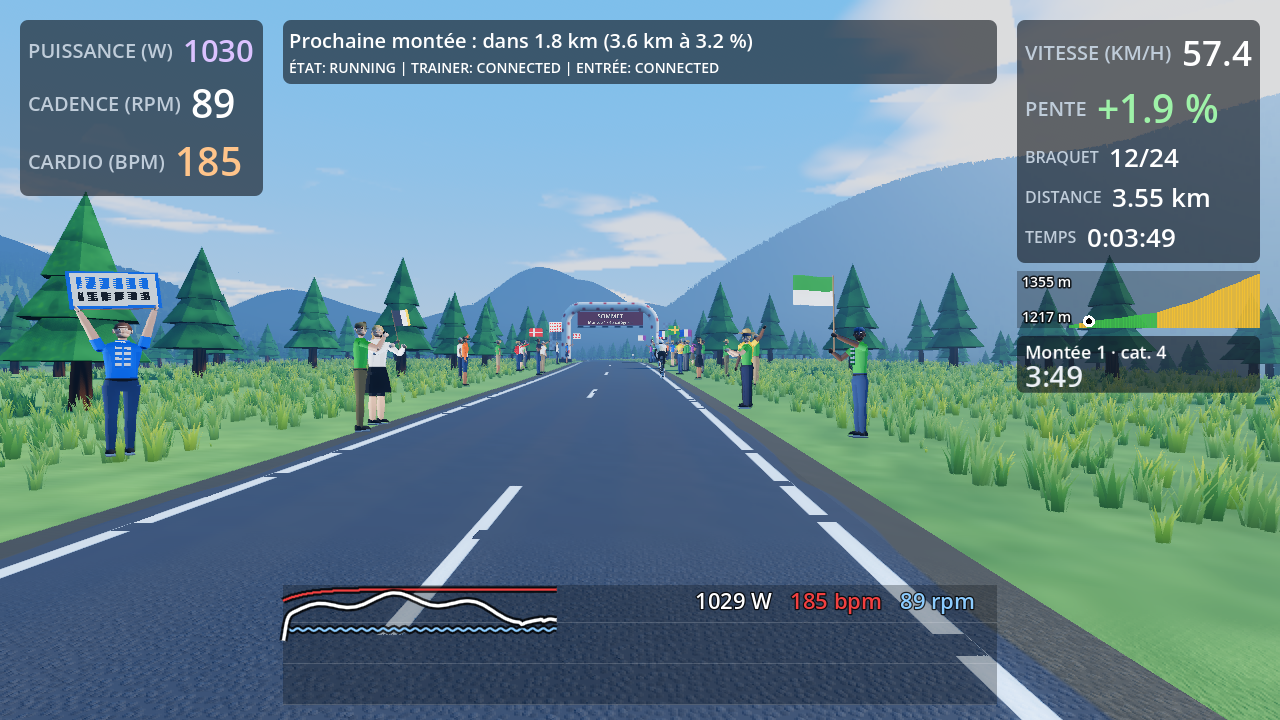 PUISSANCE (W) 1030
CADENCE (RPM) 89
CARDIO (BPM) 185
Prochaine montée : dans 1.8 km (3.6 km à 3.2 %)
ÉTAT: RUNNING | TRAINER: CONNECTED | ENTRÉE: CONNECTED
VITESSE (KM/H) 57.4
PENTE +1.9 %
BRAQUET 12/24
DISTANCE 3.55 km
TEMPS 0:03:49
1355 m
1217 m
Montée 1 · cat. 4
3:49
SOMMET
1029 W 185 bpm 89 rpm